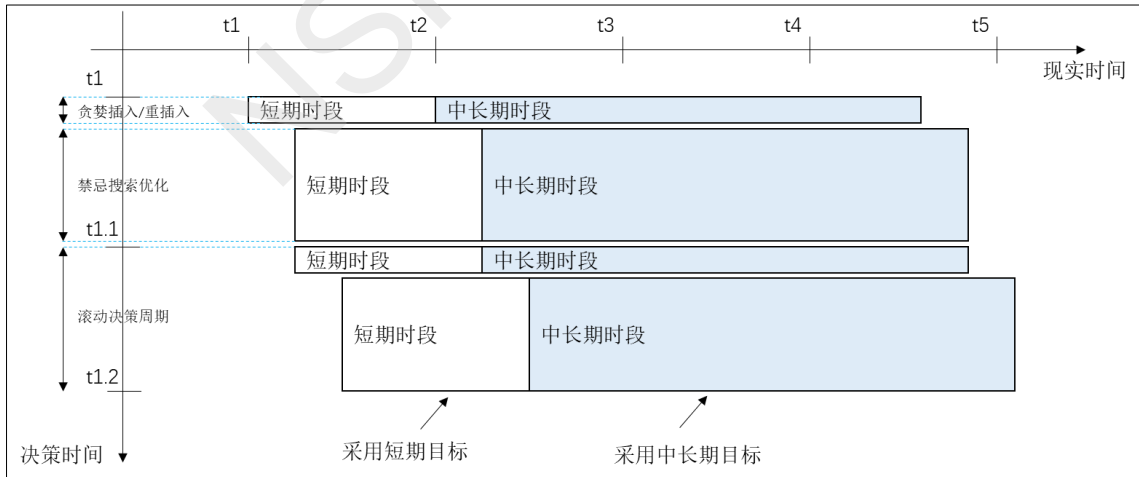 t1 t2 t3 t4 t5
现实时间
t1
贪婪插入/重插入 短期时段 中长期时段
禁忌搜索优化 短期时段 中长期时段
t1.1
短期时段 中长期时段
滚动决策周期 短期时段 中长期时段
t1.2
决策时间 采用短期目标 采用中长期目标